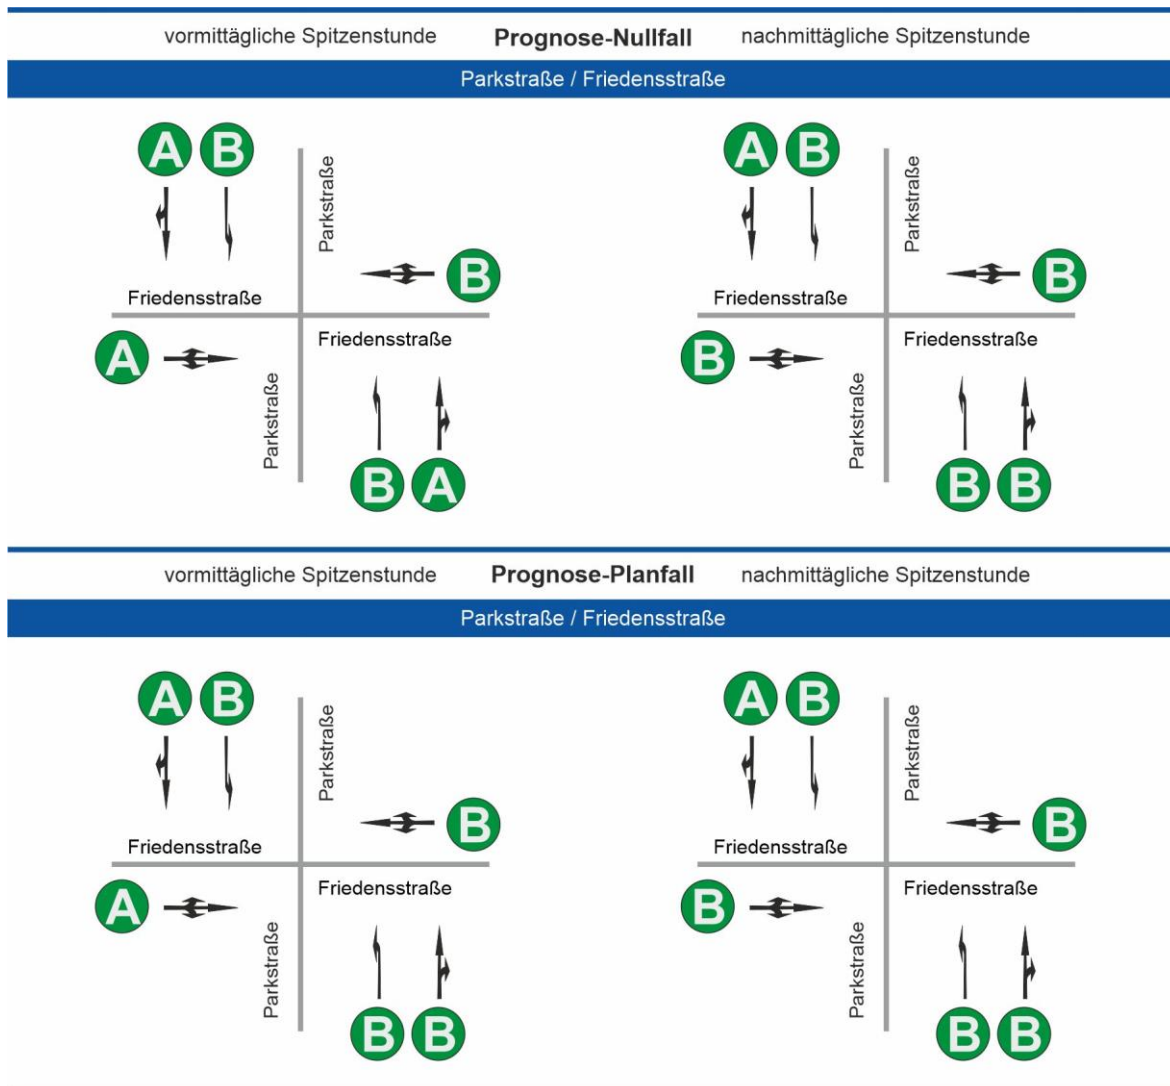 vormittägliche Spitzenstunde Prognose-Nullfall nachmittägliche Spitzenstunde
Parkstraße / Friedensstraße
A B A B
Parkstraße Parkstraße
B B
Friedensstraße Friedensstraße
Friedensstraße Friedensstraße
A B
Parkstraße Parkstraße
B A B B
vormittägliche Spitzenstunde Prognose-Planfall nachmittägliche Spitzenstunde
Parkstraße / Friedensstraße
A B A B
Parkstraße Parkstraße
B B
Friedensstraße Friedensstraße
Friedensstraße Friedensstraße
A B
Parkstraße Parkstraße
B B B B